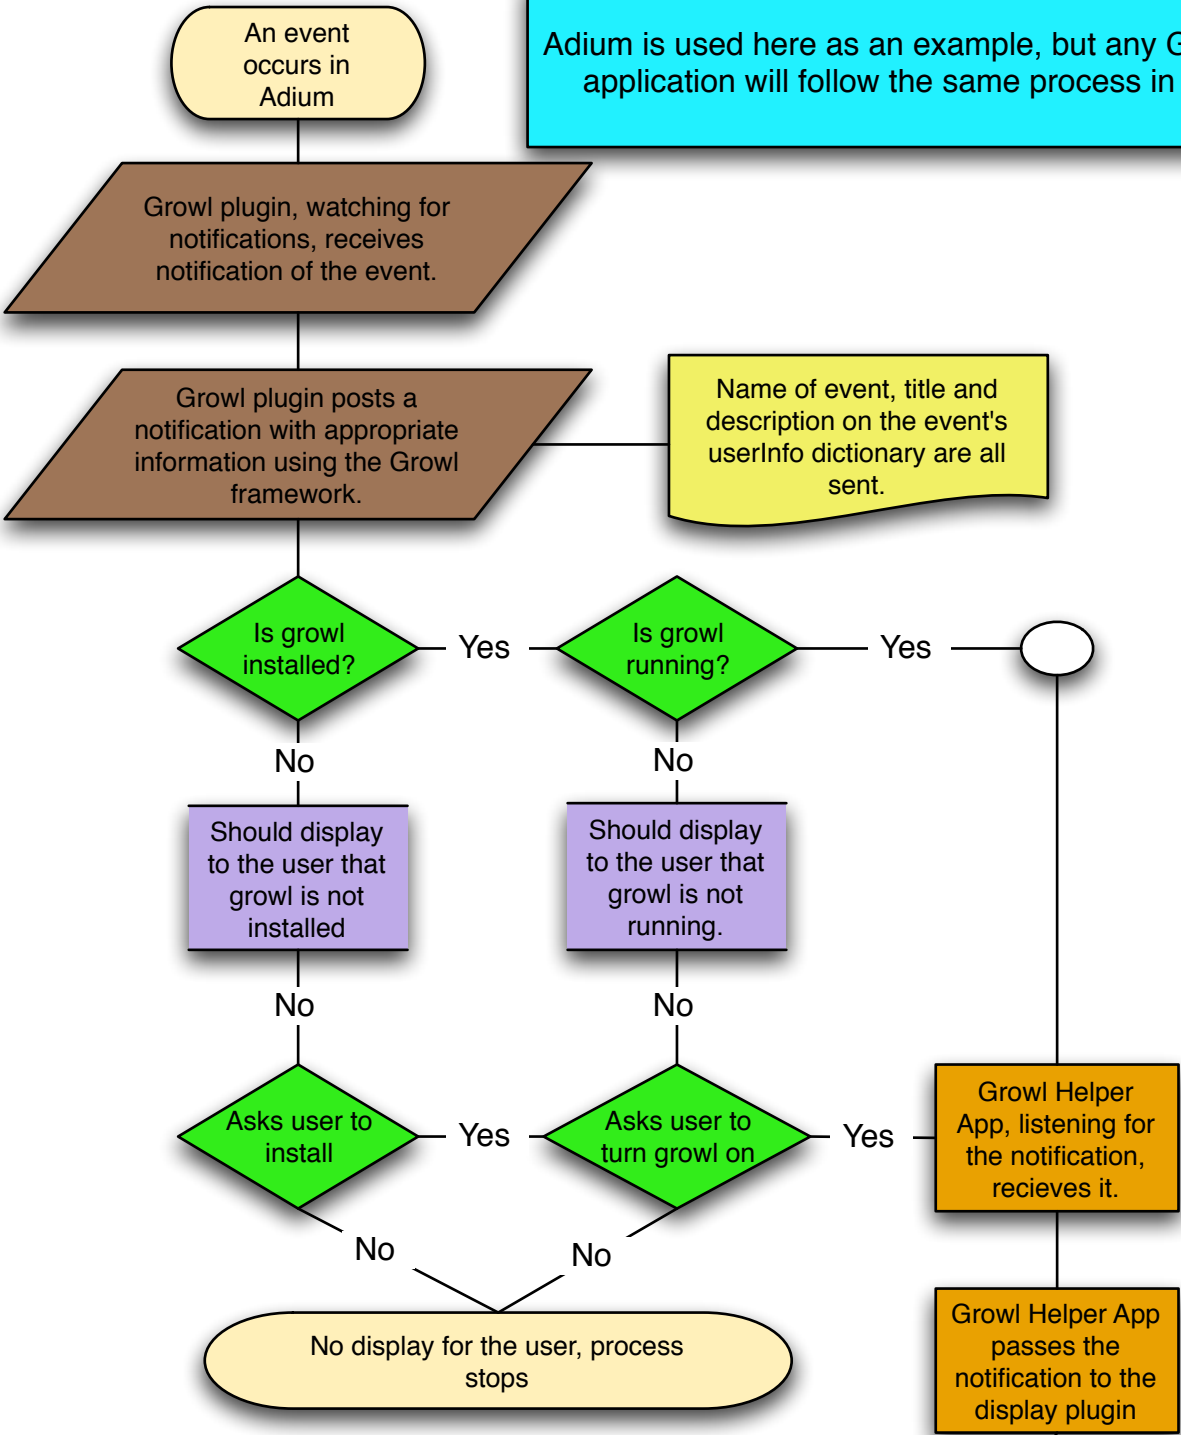 An event
occurs in
Adium
Adium is used here as an example, but any G
application will follow the same process in
Growl plugin, watching for
notifications, receives
notification of the event.
Growl plugin posts a
notification with appropriate
information using the Growl
framework.
Name of event, title and
description on the event's
userInfo dictionary are all
sent.
Is growl
installed?
Yes
Is growl
running?
Yes
No
No
Should display
to the user that
growl is not
installed
Should display
to the user that
growl is not
running.
No
No
Asks user to
install
Yes
Asks user to
turn growl on
Yes
Growl Helper
App, listening for
the notification,
recieves it.
No
No
No display for the user, process
stops
Growl Helper App
passes the
notification to the
display plugin